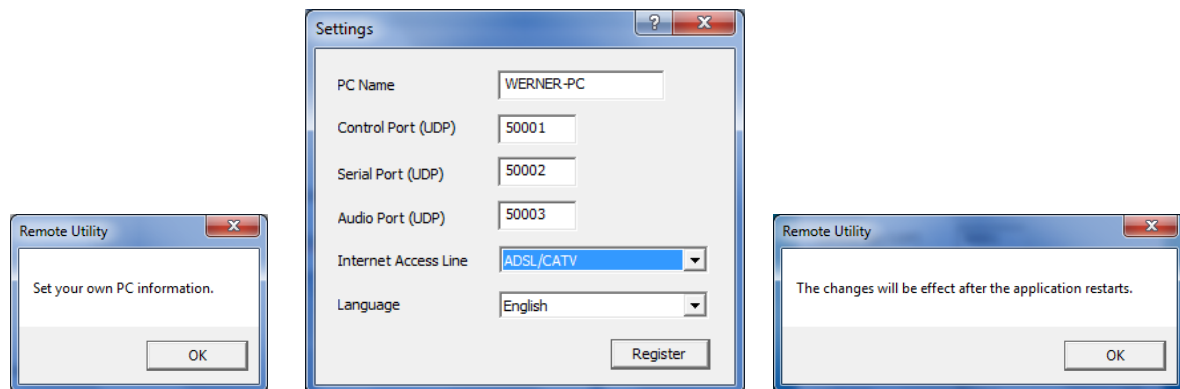 Remote Utility
Set your own PC information.
OK
Settings
PC Name WERNER-PC
Control Port (UDP) 50001
Serial Port (UDP) 50002
Audio Port (UDP) 50003
Internet Access Line ADSL/CATV
Language English
Register
Remote Utility
The changes will be effect after the application restarts.
OK